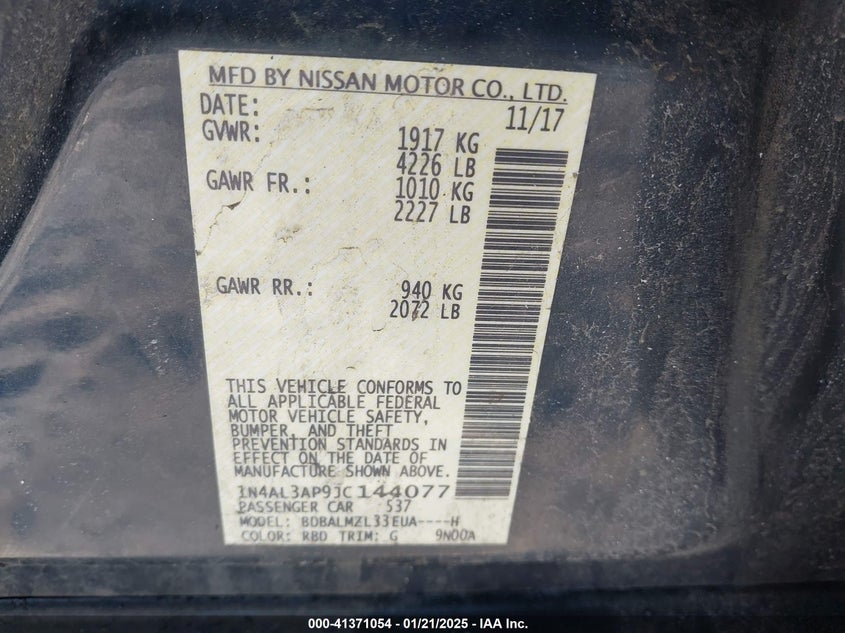 MFD BY NISSAN MOTOR CO., LTD.
DATE: 11/17
GVWR: 1917 KG
4226 LB
GAWR FR.: 1010 KG
2227 LB
GAWR RR.: 940 KG
2072 LB
THIS VEHICLE CONFORMS TO
ALL APPLICABLE FEDERAL
MOTOR VEHICLE SAFETY,
BUMPER, AND THEFT
PREVENTION STANDARDS IN
EFFECT ON THE DATE OF
MANUFACTURE SHOWN ABOVE.
1N4AL3AP9JC144077
PASSENGER CAR 537
MODEL: BDBALMZL33EUA----H
COLOR: RBD TRIM: G 9N00A
000-41371054 — 01/21/2025 - IAA Inc.